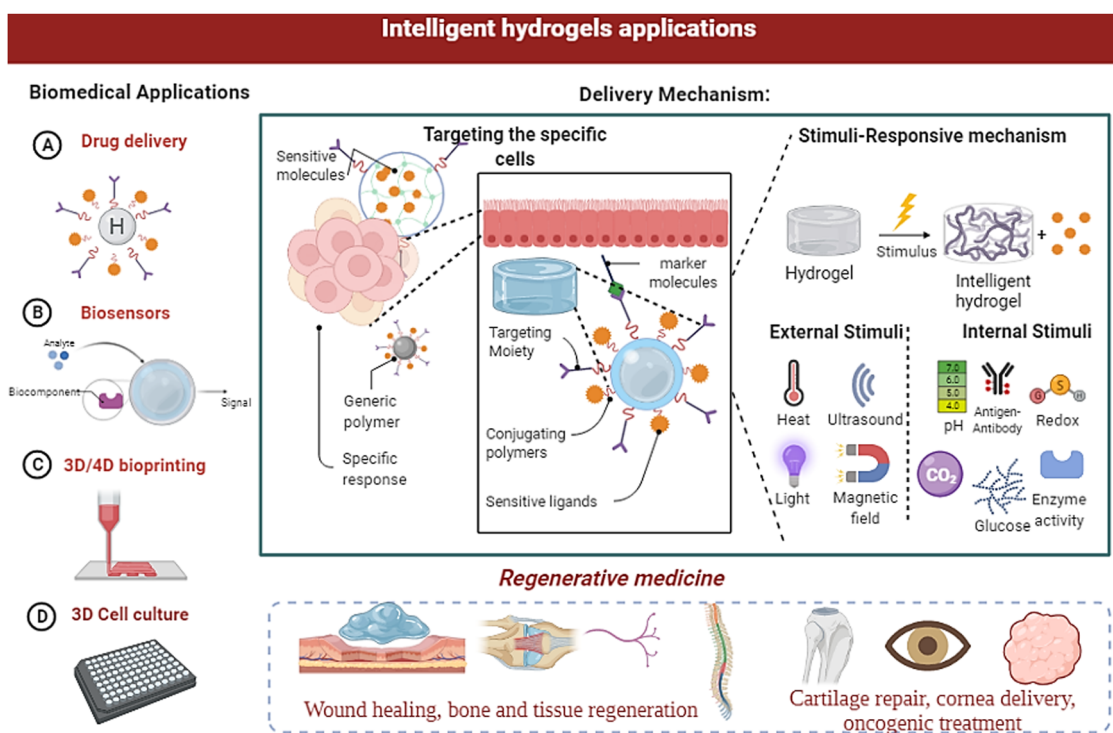 Intelligent hydrogels applications
Biomedical Applications
A
Drug delivery
H
B
Biosensors
Analyte
Biocomponent
Signal
C
3D/4D bioprinting
D
3D Cell culture
Delivery Mechanism:
Targeting the specific
cells
Sensitive
molecules
Generic
polymer
Specific
response
marker
molecules
Targeting
Moiety
Conjugating
polymers
Sensitive ligands
Stimuli-Responsive mechanism
Hydrogel
Stimulus
+
Intelligent
hydrogel
External Stimuli
Heat
Ultrasound
Light
Magnetic
field
Internal Stimuli
7.0
6.0
5.0
4.0
pH
Antigen-
Antibody
G
S
H
Redox
CO2
Glucose
Enzyme
activity
Regenerative medicine
Wound healing, bone and tissue regeneration
Cartilage repair, cornea delivery,
oncogenic treatment